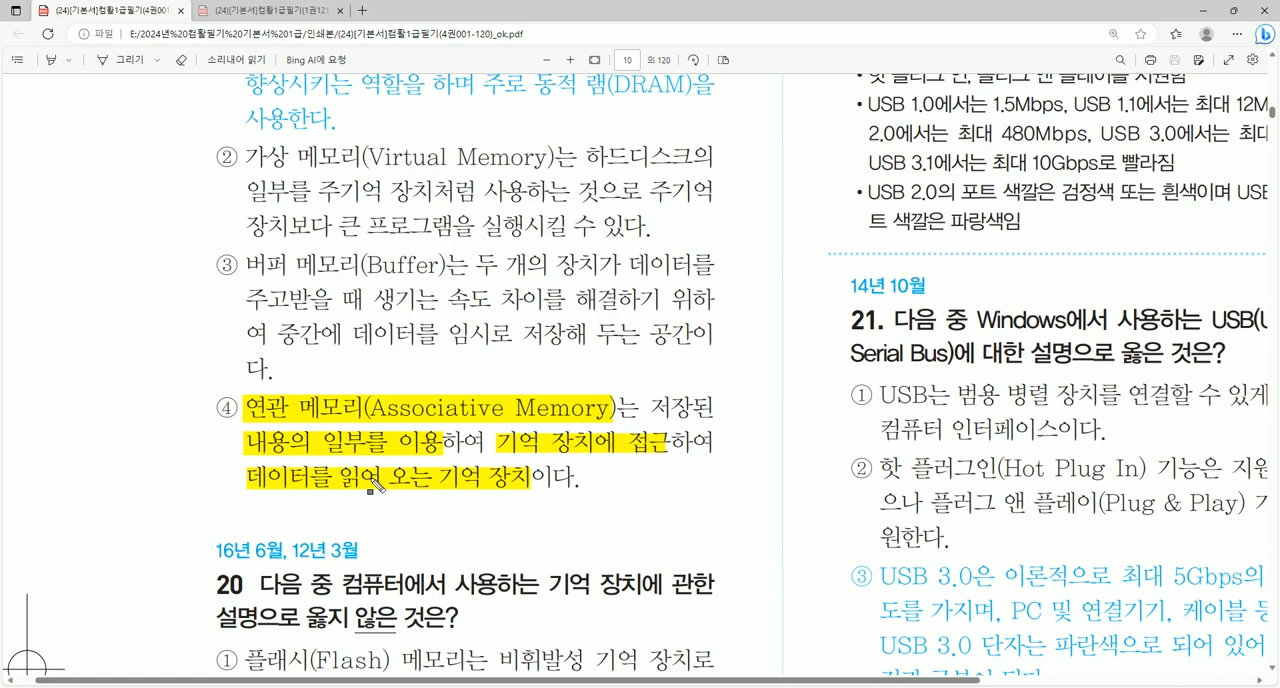 (24)[기본서]컴활1급필기(4권001
(24)[기본서]컴활1급필기(1권121
파일 E:/2024년%20컴활필기%20기본서%201급/인쇄본/(24)[기본서]컴활1급필기(4권001-120)_ok.pdf
그리기 소리내어 읽기 Bing AI에 요청 10 외 120
향상시키는 역할을 하며 주로 동적 램(DRAM)을
사용한다.
② 가상 메모리(Virtual Memory)는 하드디스크의
일부를 주기억 장치처럼 사용하는 것으로 주기억
장치보다 큰 프로그램을 실행시킬 수 있다.
③ 버퍼 메모리(Buffer)는 두 개의 장치가 데이터를
주고받을 때 생기는 속도 차이를 해결하기 위하
여 중간에 데이터를 임시로 저장해 두는 공간이
다.
④ 연관 메모리(Associative Memory)는 저장된
내용의 일부를 이용하여 기억 장치에 접근하여
데이터를 읽어 오는 기억 장치이다.
16년 6월, 12년 3월
20 다음 중 컴퓨터에서 사용하는 기억 장치에 관한
설명으로 옳지 않은 것은?
① 플래시(Flash) 메모리는 비휘발성 기억 장치로
• 핫 플러그 인, 플러그 앤 플레이를 지원함
• USB 1.0에서는 1.5Mbps, USB 1.1에서는 최대 12M
2.0에서는 최대 480Mbps, USB 3.0에서는 최대
USB 3.1에서는 최대 10Gbps로 빨라짐
• USB 2.0의 포트 색깔은 검정색 또는 흰색이며 USB
트 색깔은 파랑색임
14년 10월
21. 다음 중 Windows에서 사용하는 USB(U
Serial Bus)에 대한 설명으로 옳은 것은?
① USB는 범용 병렬 장치를 연결할 수 있게
컴퓨터 인터페이스이다.
② 핫 플러그인(Hot Plug In) 기능은 지원
으나 플러그 앤 플레이(Plug & Play) 기
원한다.
③ USB 3.0은 이론적으로 최대 5Gbps의
도를 가지며, PC 및 연결기기, 케이블 등
USB 3.0 단자는 파란색으로 되어 있어